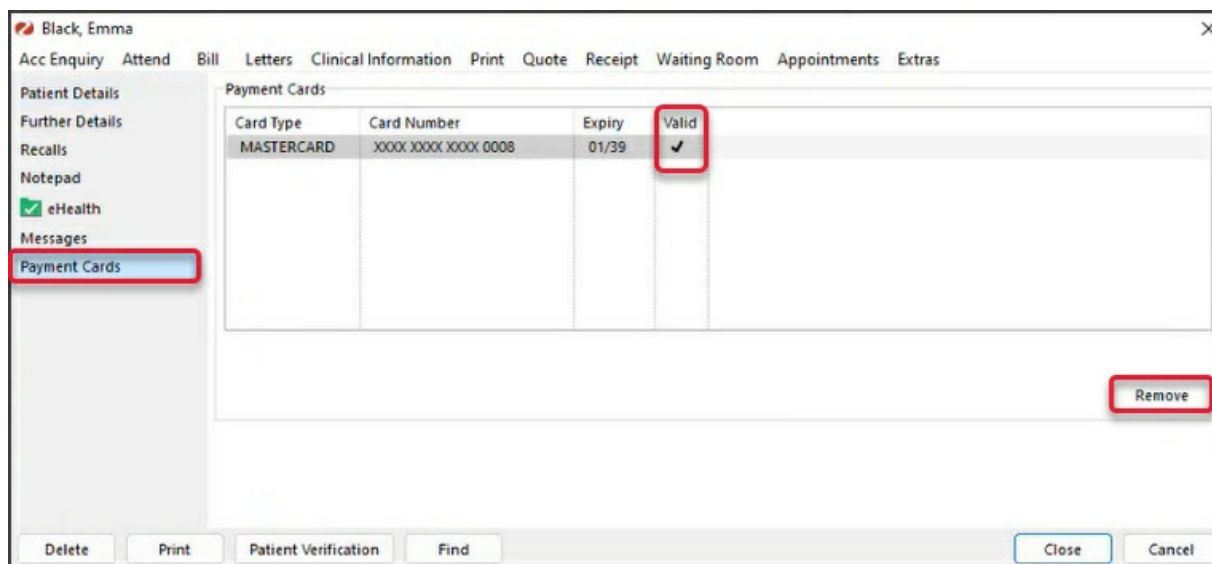 Black, Emma
Acc Enquiry Attend Bill Letters Clinical Information Print Quote Receipt Waiting Room Appointments Extras
Patient Details
Further Details
Recalls
Notepad
eHealth
Messages
Payment Cards
Payment Cards
Card Type Card Number Expiry Valid
MASTERCARD XXXX XXXX XXXX 0008 01/39 ✔
Remove
Delete Print Patient Verification Find Close Cancel